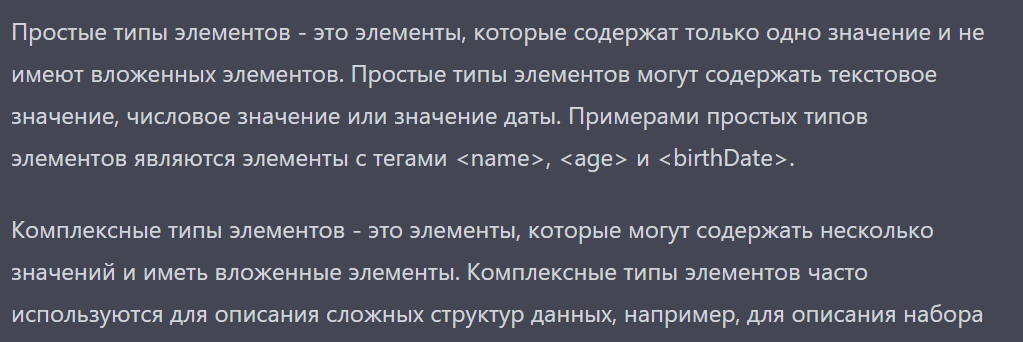 Простые типы элементов - это элементы, которые содержат только одно значение и не
имеют вложенных элементов. Простые типы элементов могут содержать текстовое
значение, числовое значение или значение даты. Примерами простых типов
элементов являются элементы с тегами <name>, <age> и <birthDate>.
Комплексные типы элементов - это элементы, которые могут содержать несколько
значений и иметь вложенные элементы. Комплексные типы элементов часто
используются для описания сложных структур данных, например, для описания набора